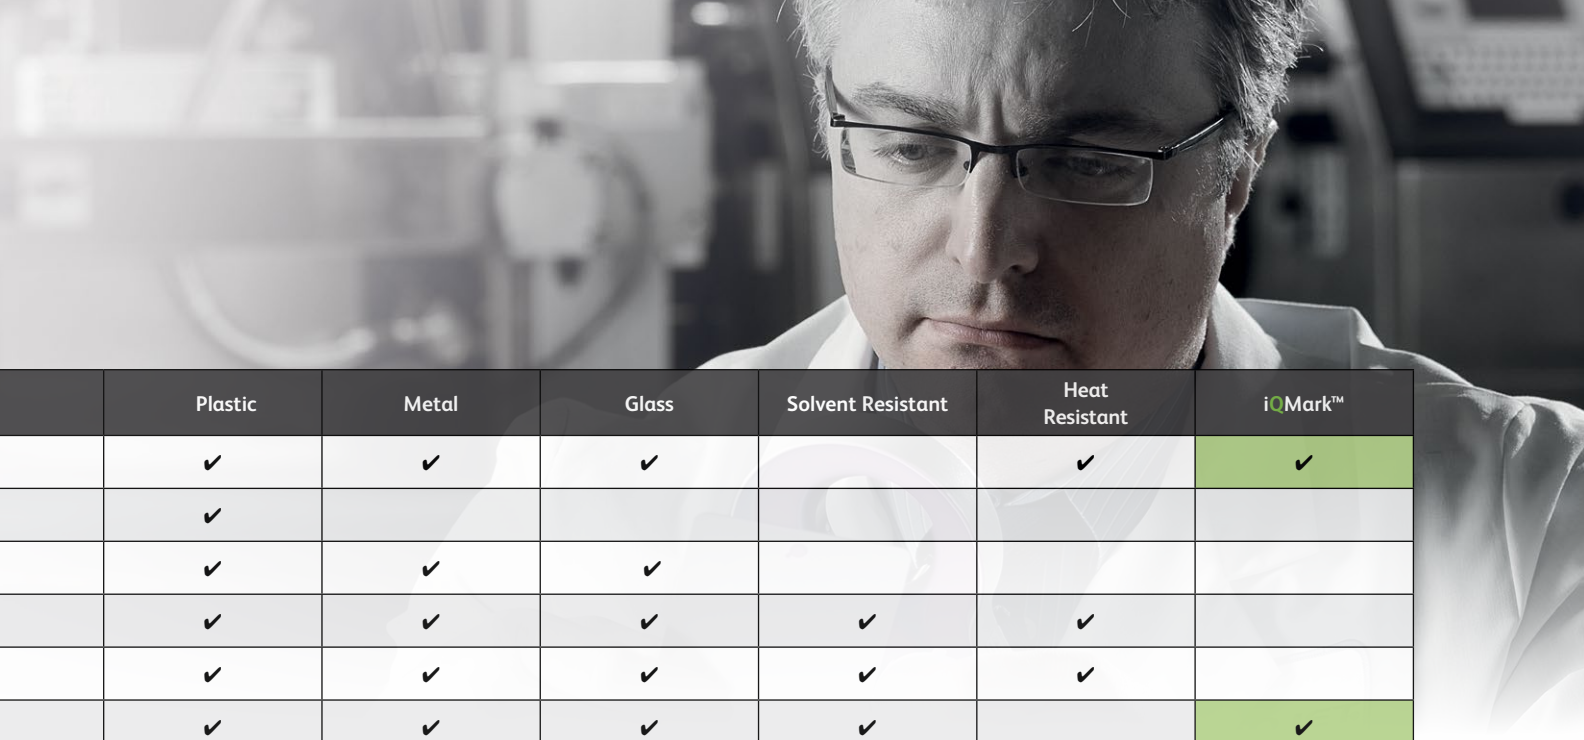 Plastic Metal Glass Solvent Resistant Heat Resistant iQMark™
✔ ✔ ✔ ✔ ✔
✔
✔ ✔ ✔
✔ ✔ ✔ ✔ ✔
✔ ✔ ✔ ✔ ✔
✔ ✔ ✔ ✔ ✔